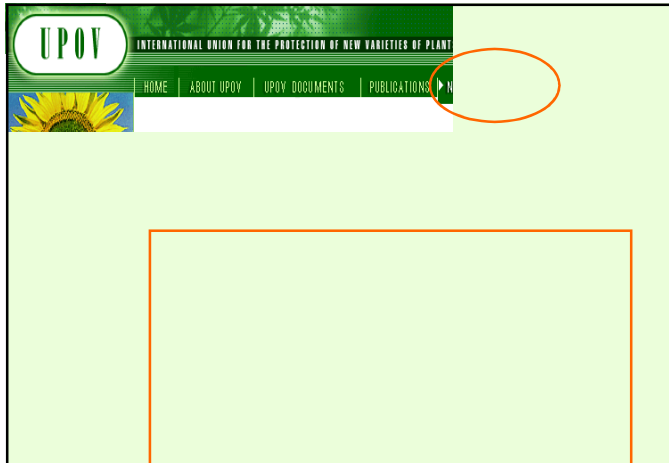 UPOV
INTERNATIONAL UNION FOR THE PROTECTION OF NEW VARIETIES OF PLANT
HOME ABOUT UPOV UPOV DOCUMENTS PUBLICATIONS N